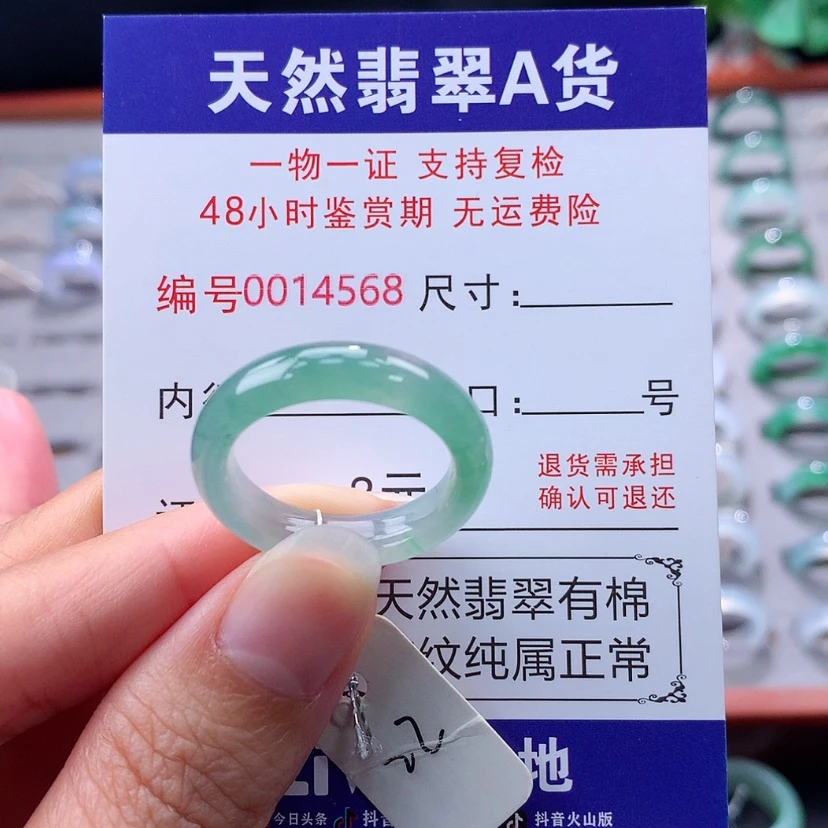 天然翡翠A货
一物一证 支持复检
48小时鉴赏期 无运费险
编号0014568 尺寸:
内 口: 号
退货需承担
确认可退还
天然翡翠有棉
纹纯属正常
地
22
今日头条 抖音 抖音火山版